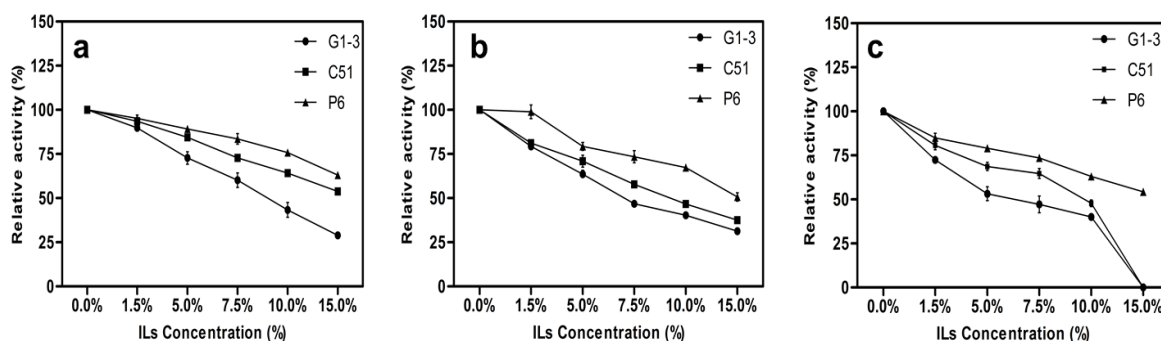 a
G1-3
C51
P6
150
125
100
75
50
25
0
Relative activity (%)
0.0% 1.5% 5.0% 7.5% 10.0% 15.0%
ILs Concentration (%)
b
G1-3
C51
P6
150
125
100
75
50
25
0
Relative activity (%)
0.0% 1.5% 5.0% 7.5% 10.0% 15.0%
ILs Concentration (%)
c
G1-3
C51
P6
150
125
100
75
50
25
0
Relative activity (%)
0.0% 1.5% 5.0% 7.5% 10.0% 15.0%
ILs Concentration (%)